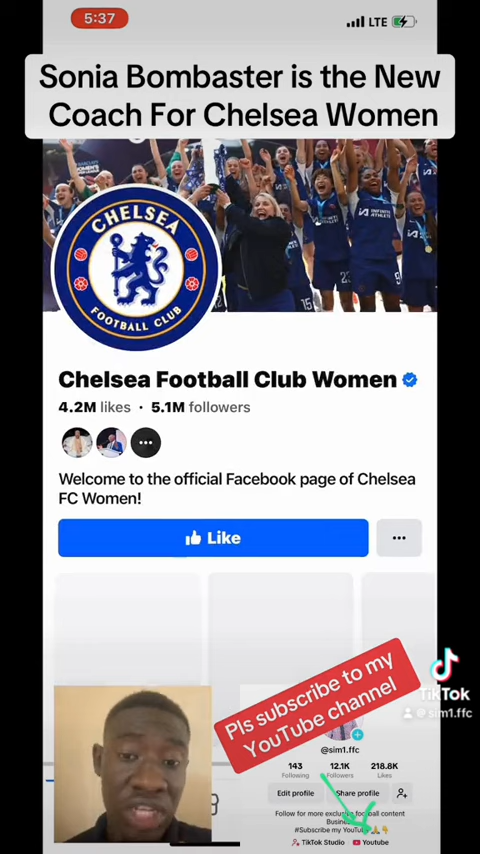 5:37
LTE
Sonia Bombaster is the New
Coach For Chelsea Women
CHELSEA
FOOTBALL CLUB
INFINITE
ATHLETE
15
Chelsea Football Club Women
4.2M likes · 5.1M followers
Welcome to the official Facebook page of Chelsea
FC Women!
Like
Pls subscribe to my
YouTube channel
TikTok
@sim1.ffc
@sim1.ffc
143
12.1K
218.8K
Following
Followers
Likes
Edit profile
Share profile
Follow for more exclusive football content
#Subscribe my YouTube
TikTok Studio
Youtube